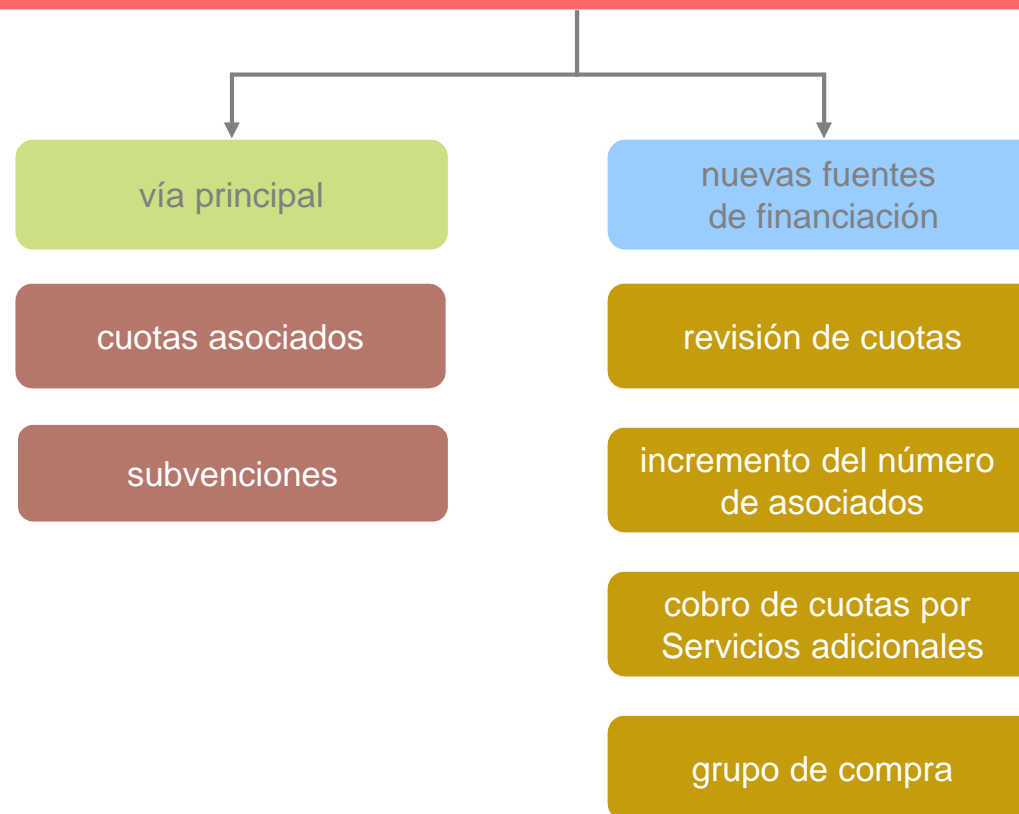 vía principal
cuotas asociados
subvenciones
nuevas fuentes
de financiación
revisión de cuotas
incremento del número
de asociados
cobro de cuotas por
Servicios adicionales
grupo de compra